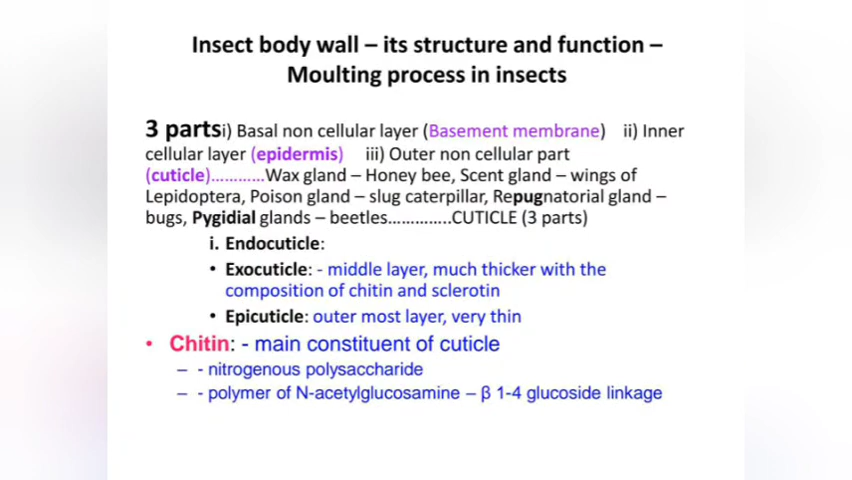 Insect body wall – its structure and function –
Moulting process in insects
3 partsi) Basal non cellular layer (Basement membrane) ii) Inner
cellular layer (epidermis) iii) Outer non cellular part
(cuticle)…………Wax gland – Honey bee, Scent gland – wings of
Lepidoptera, Poison gland – slug caterpillar, Repugnatorial gland –
bugs, Pygidial glands – beetles…………..CUTICLE (3 parts)
i. Endocuticle:
• Exocuticle: - middle layer, much thicker with the
composition of chitin and sclerotin
• Epicuticle: outer most layer, very thin
• Chitin: - main constituent of cuticle
– - nitrogenous polysaccharide
– - polymer of N-acetylglucosamine – β 1-4 glucoside linkage